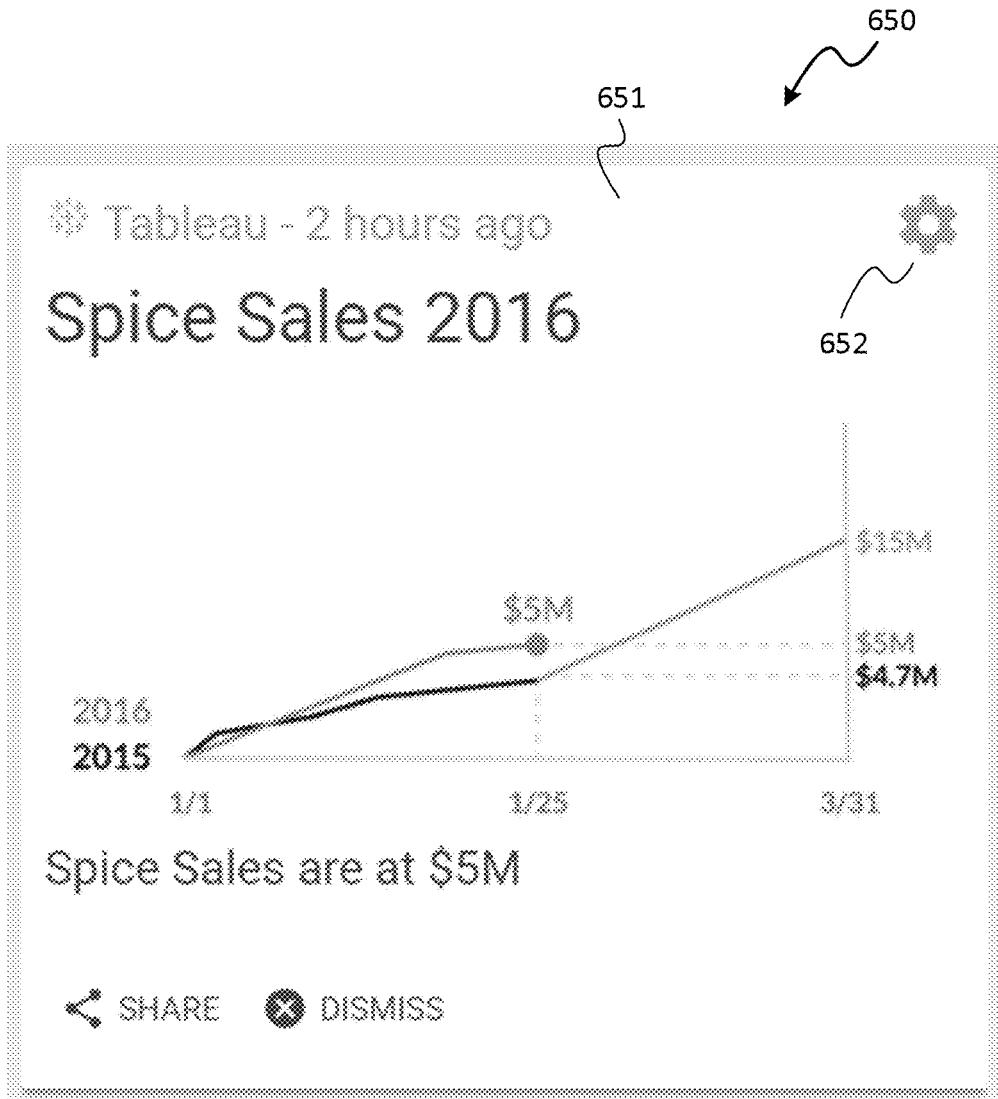 650
651
Tableau - 2 hours ago
Spice Sales 2016
652
$15M
$5M
$5M
$4.7M
2016
2015
1/1 1/25 3/31
Spice Sales are at $5M
SHARE DISMISS